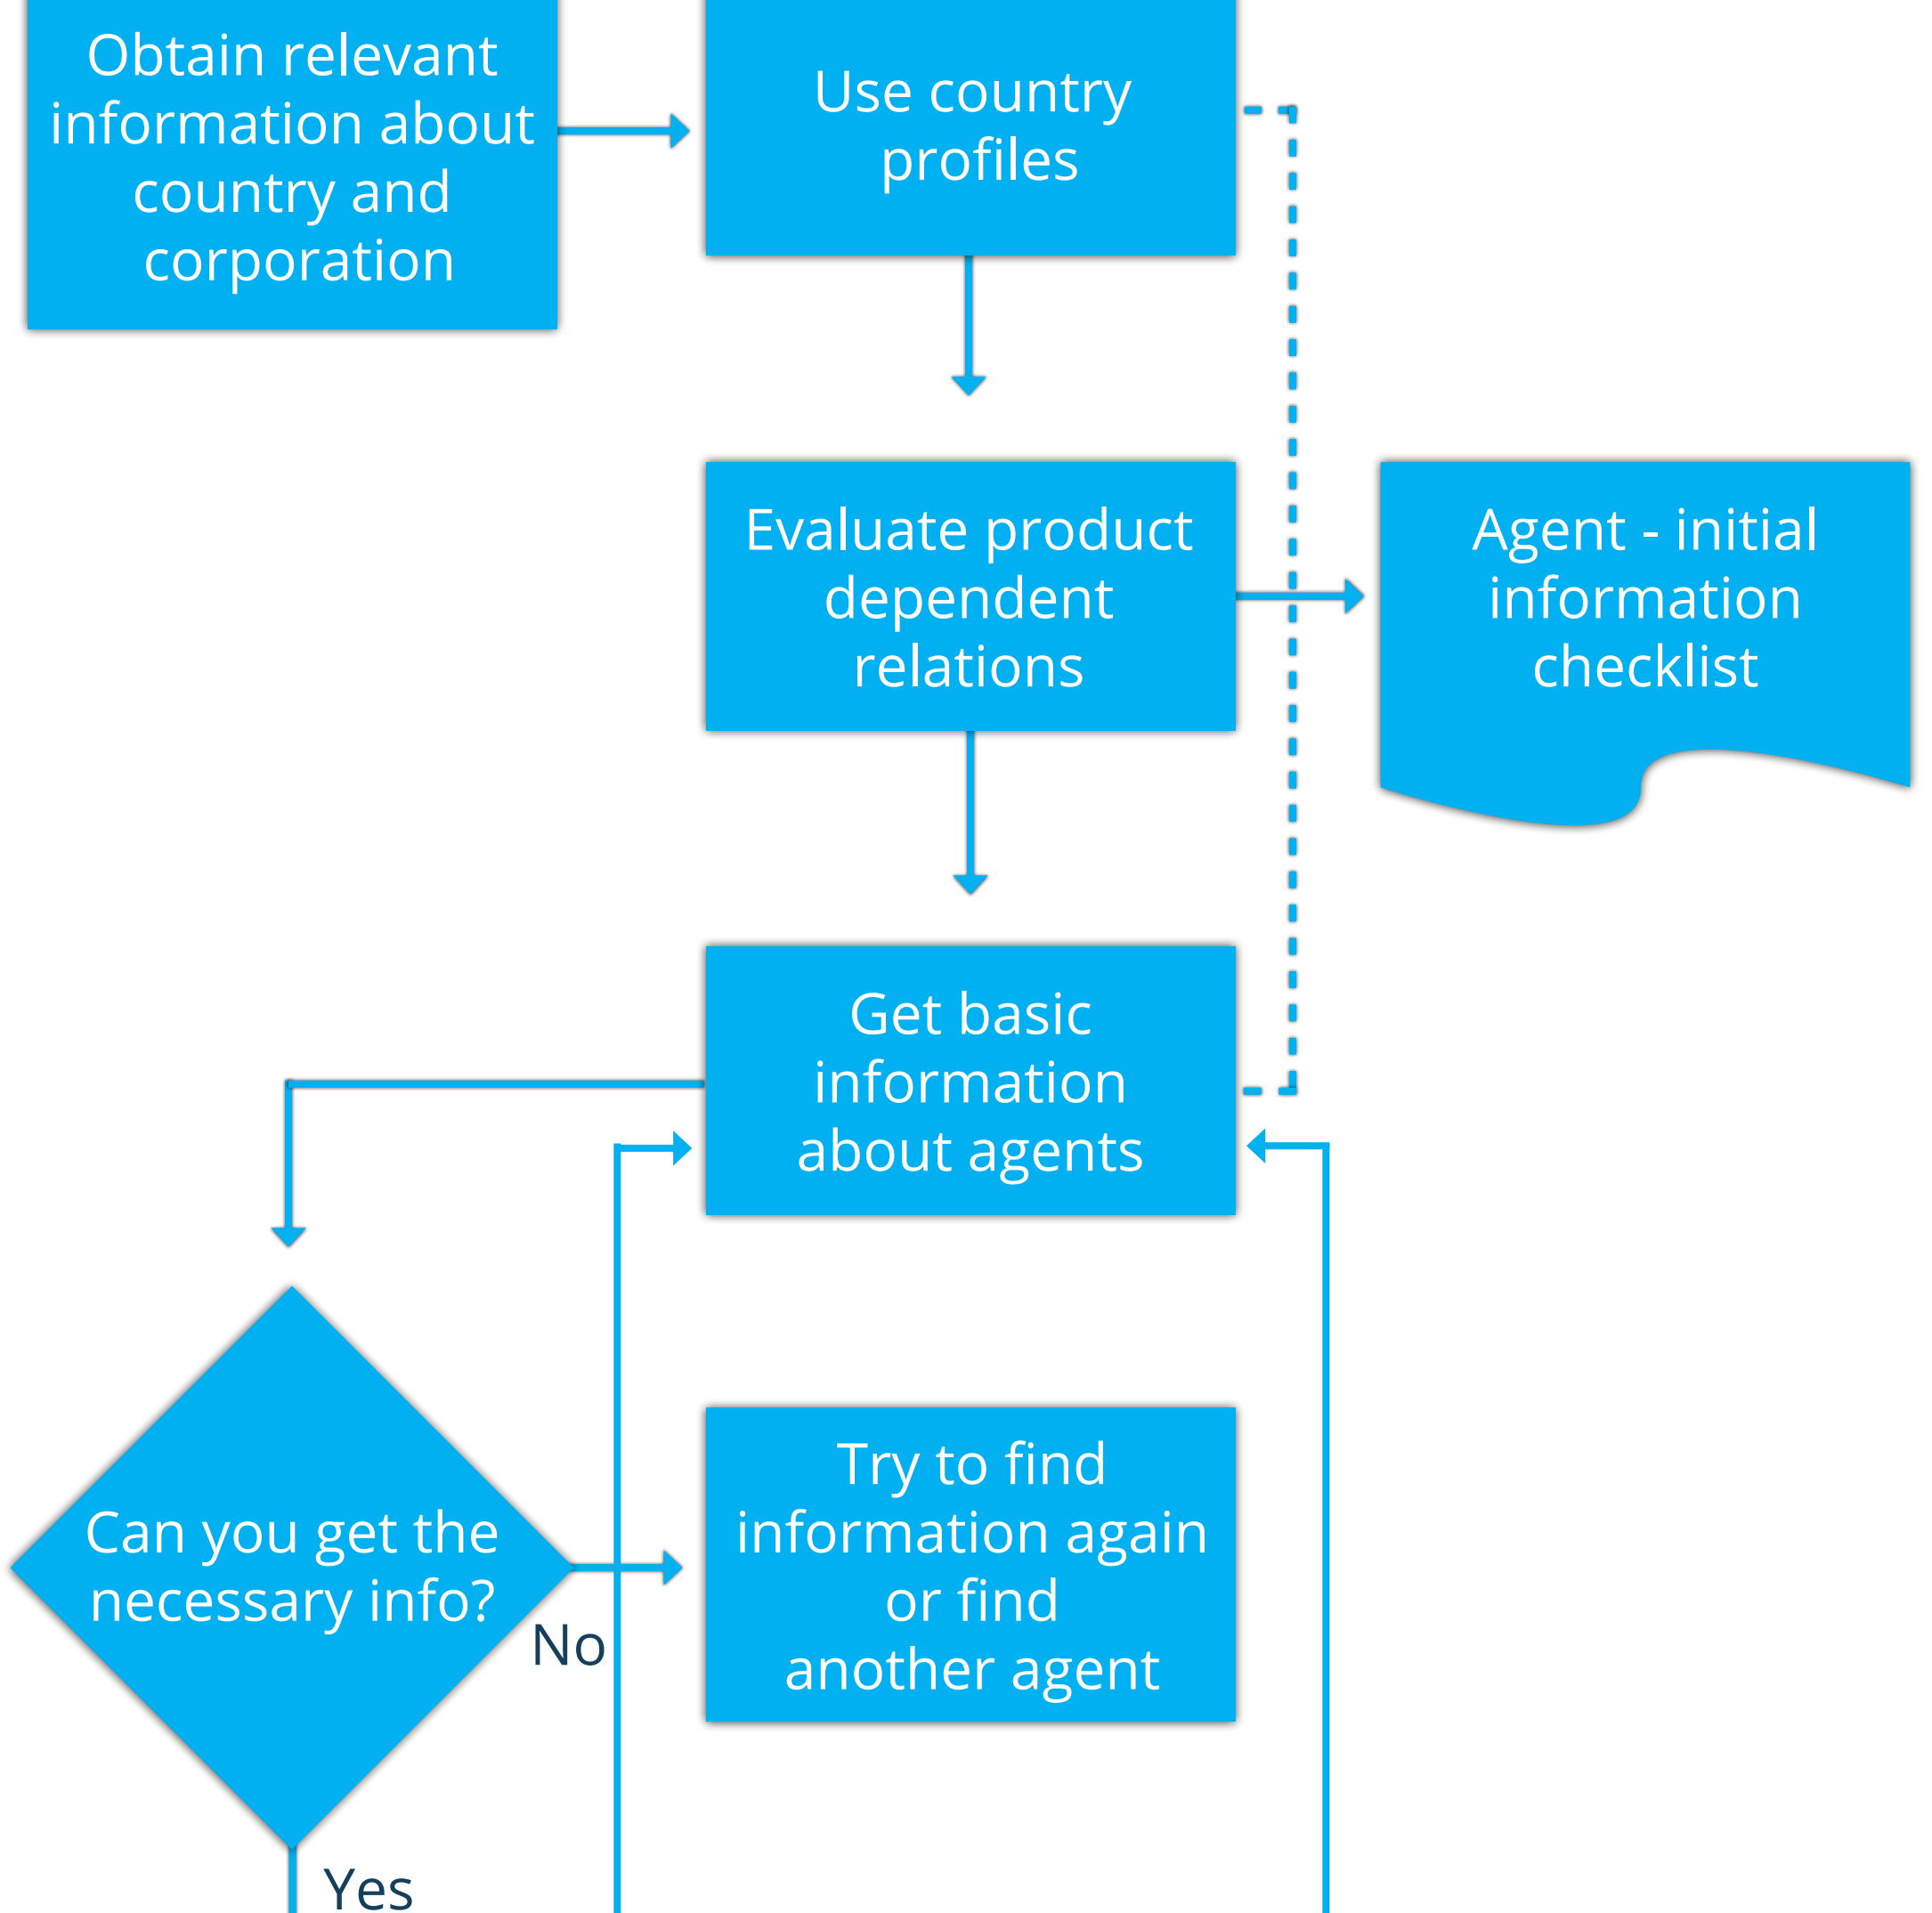 Obtain relevant
information about
country and
corporation
Use country
profiles
Evaluate product
dependent
relations
Agent - initial
information
checklist
Get basic
information
about agents
Can you get the
necessary info?
No
Try to find
information again
or find
another agent
Yes